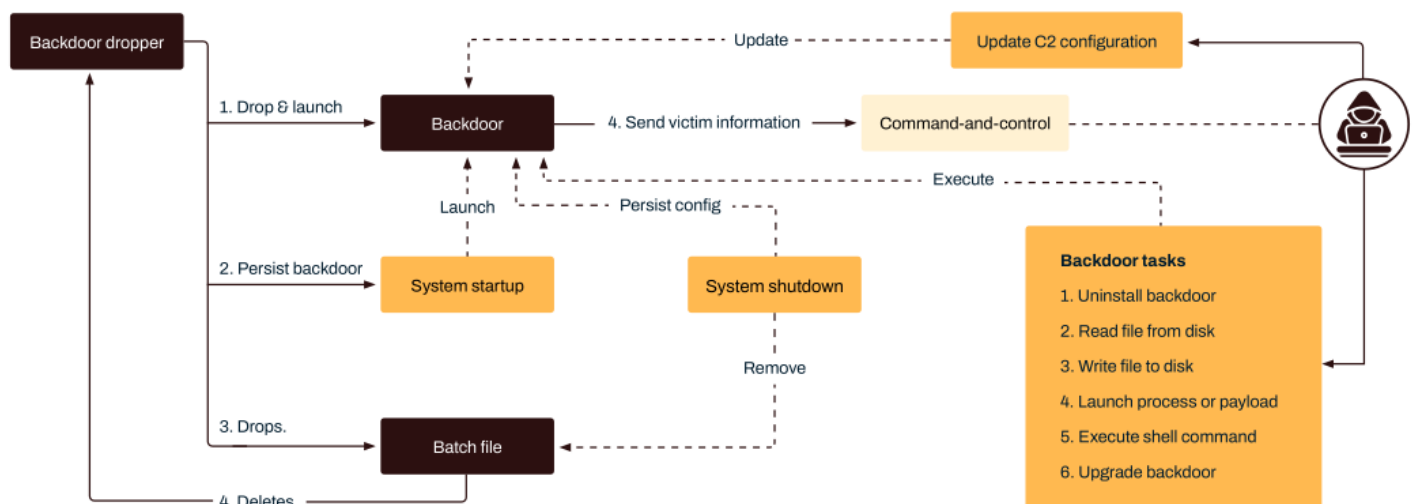 Backdoor dropper
Update
Update C2 configuration
1. Drop & launch
Backdoor
4. Send victim information
Command-and-control
Execute
Launch
Persist config
2. Persist backdoor
System startup
System shutdown
Backdoor tasks
1. Uninstall backdoor
2. Read file from disk
3. Write file to disk
4. Launch process or payload
5. Execute shell command
6. Upgrade backdoor
Remove
3. Drops.
Batch file
4. Deletes